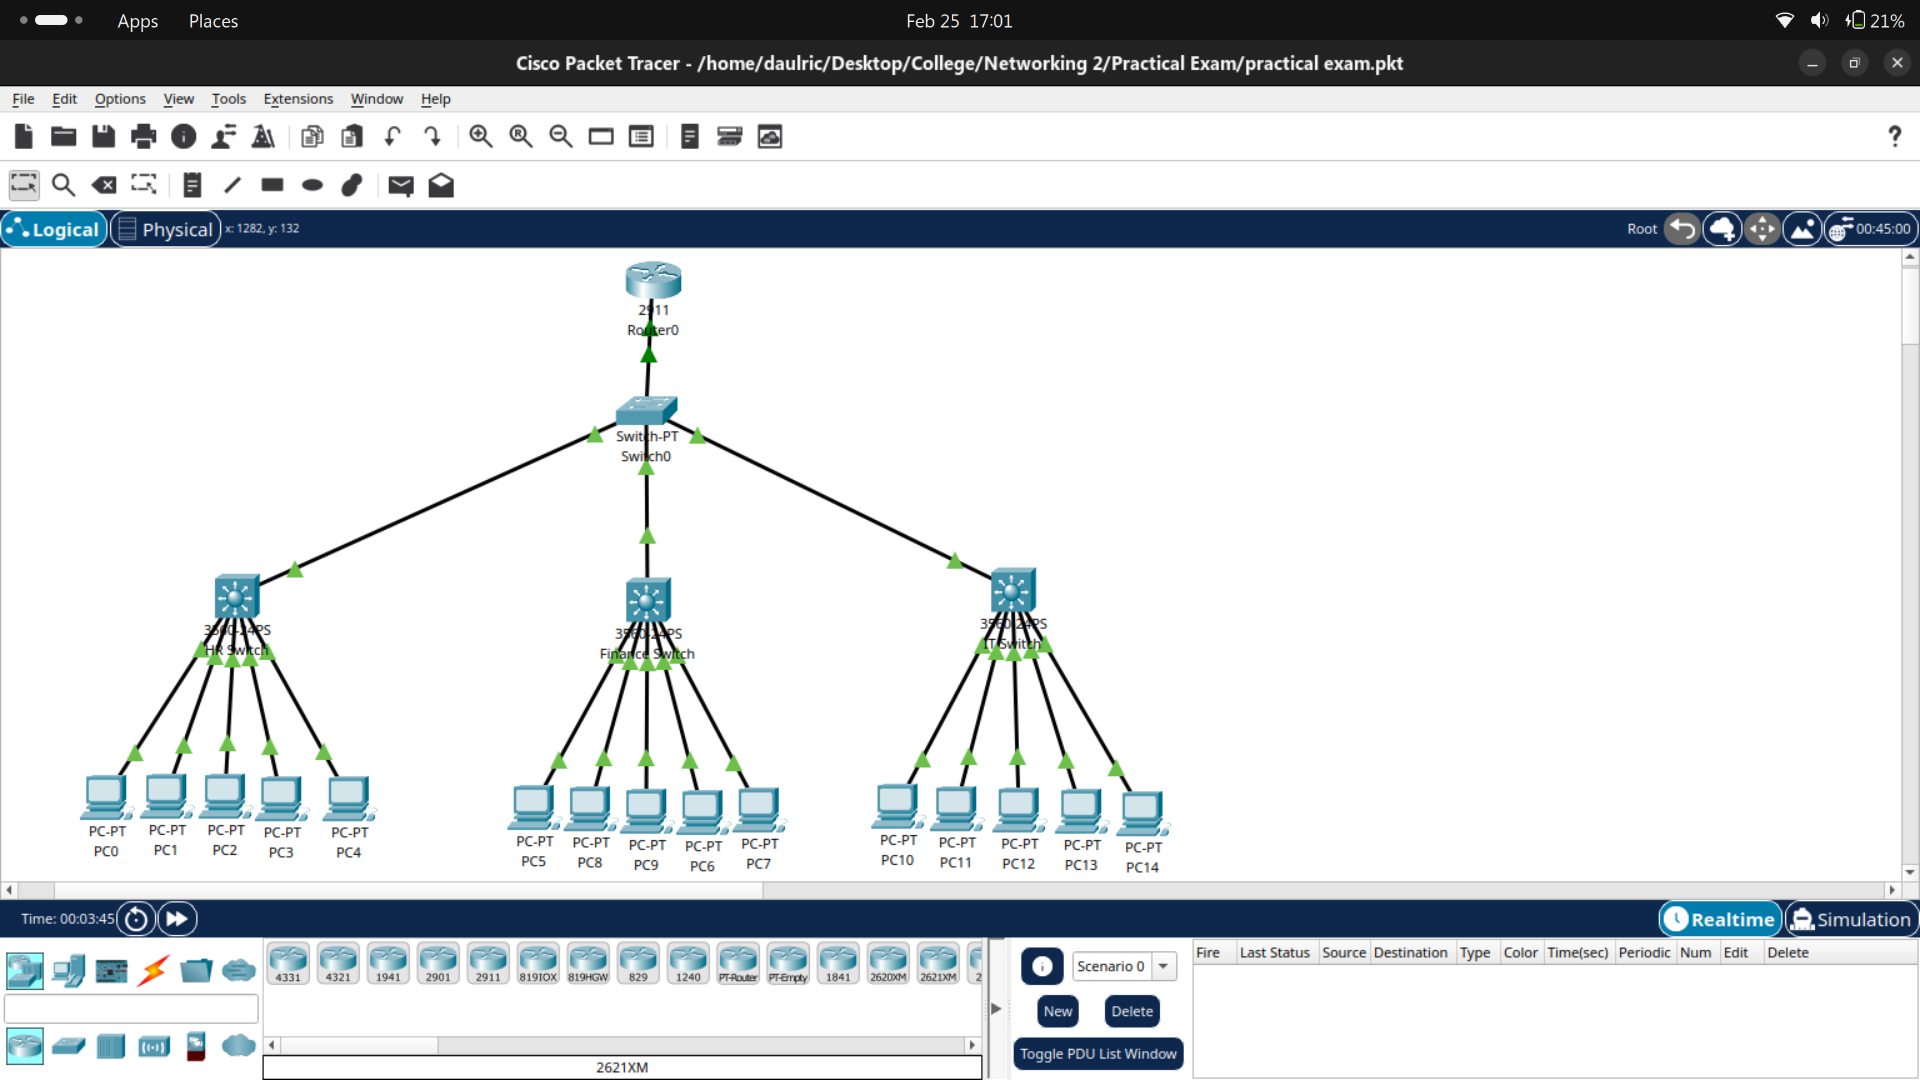 Apps Places Feb 25 17:01 21%
Cisco Packet Tracer - /home/daulric/Desktop/College/Networking 2/Practical Exam/practical exam.pkt
File Edit Options View Tools Extensions Window Help
?
Logical Physical x: 1282, y: 132 Root 00:45:00
2911
Router0
Switch-PT
Switch0
3560-24PS
HR Switch
3560-24PS
Finance Switch
3560-24PS
IT Switch
PC-PT PC-PT PC-PT PC-PT PC-PT
PC0 PC1 PC2 PC3 PC4
PC-PT PC-PT PC-PT PC-PT PC-PT
PC5 PC8 PC9 PC6 PC7
PC-PT PC-PT PC-PT PC-PT PC-PT
PC10 PC11 PC12 PC13 PC14
Time: 00:03:45 Realtime Simulation
4331 4321 1941 2901 2911 819IOX 819HGW 829 1240 PT-Router PT-Empty 1841 2620XM 2621XM 2
2621XM
Scenario 0
New Delete
Toggle PDU List Window
Fire Last Status Source Destination Type Color Time(sec) Periodic Num Edit Delete